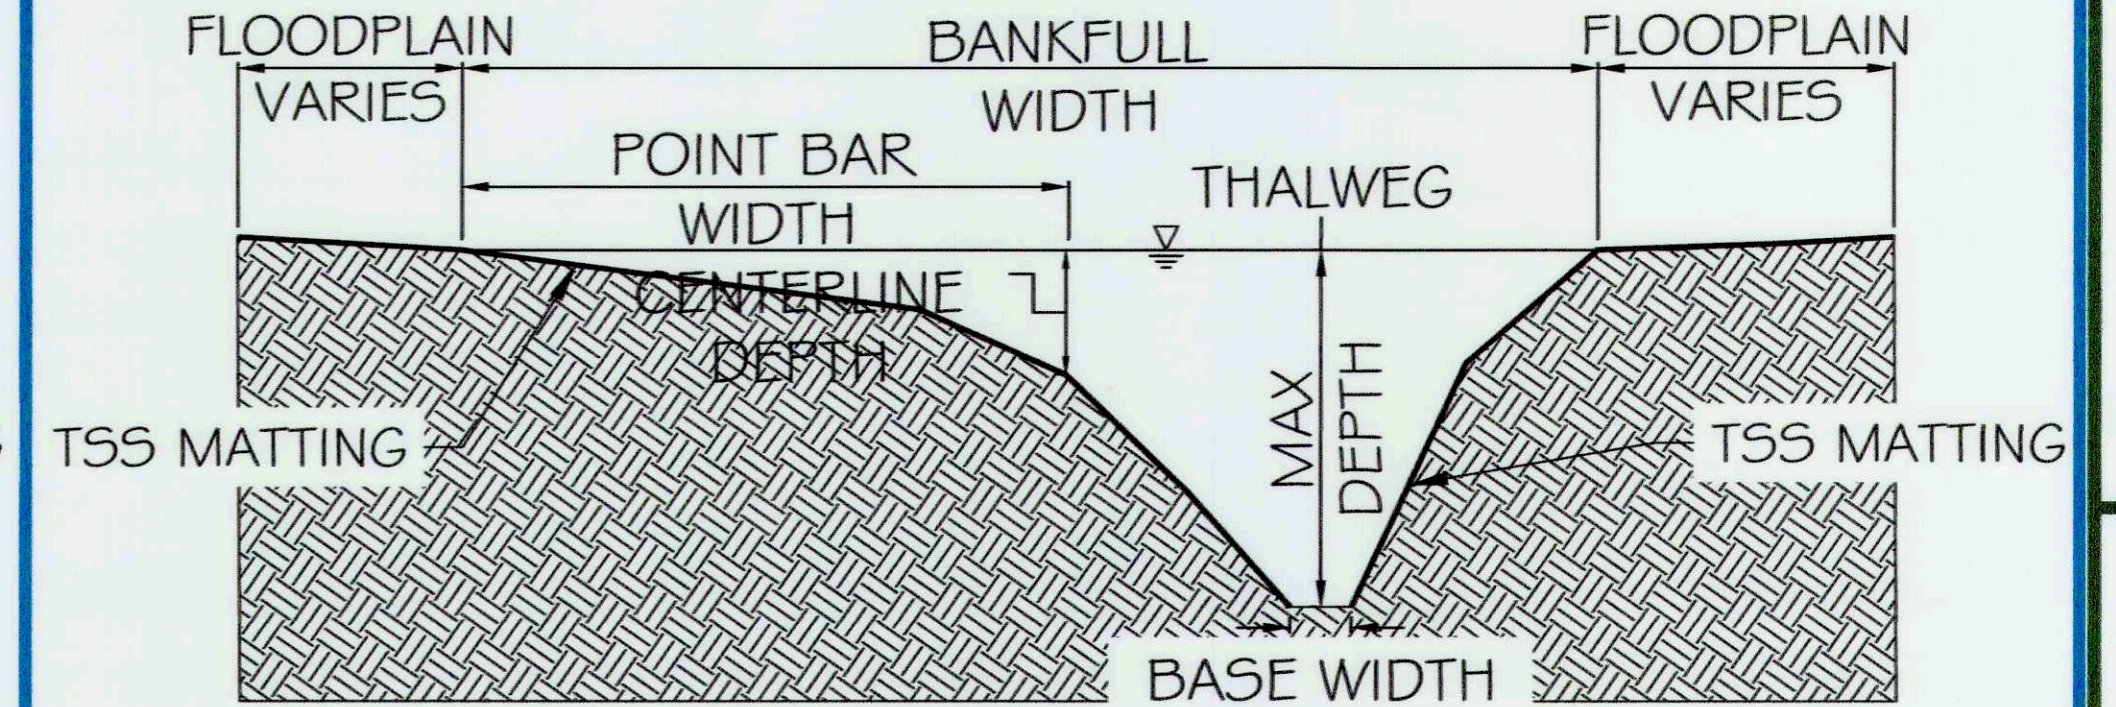 FLOODPLAIN
VARIES
BANKFULL
WIDTH
FLOODPLAIN
VARIES
POINT BAR
WIDTH
THALWEG
CENTERLINE
DEPTH
MAX
DEPTH
TSS MATTING
TSS MATTING
BASE WIDTH